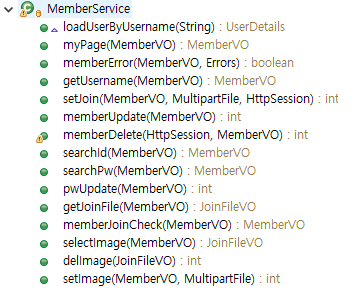 MemberService
loadUserByUsername(String) : UserDetails
myPage(MemberVO) : MemberVO
memberError(MemberVO, Errors) : boolean
getUsername(MemberVO) : MemberVO
setJoin(MemberVO, MultipartFile, HttpSession) : int
memberUpdate(MemberVO) : int
memberDelete(HttpSession, MemberVO) : int
searchId(MemberVO) : MemberVO
searchPw(MemberVO) : MemberVO
pwUpdate(MemberVO) : int
getJoinFile(MemberVO) : JoinFileVO
memberJoinCheck(MemberVO) : MemberVO
selectImage(MemberVO) : JoinFileVO
delImage(JoinFileVO) : int
setImage(MemberVO, MultipartFile) : int